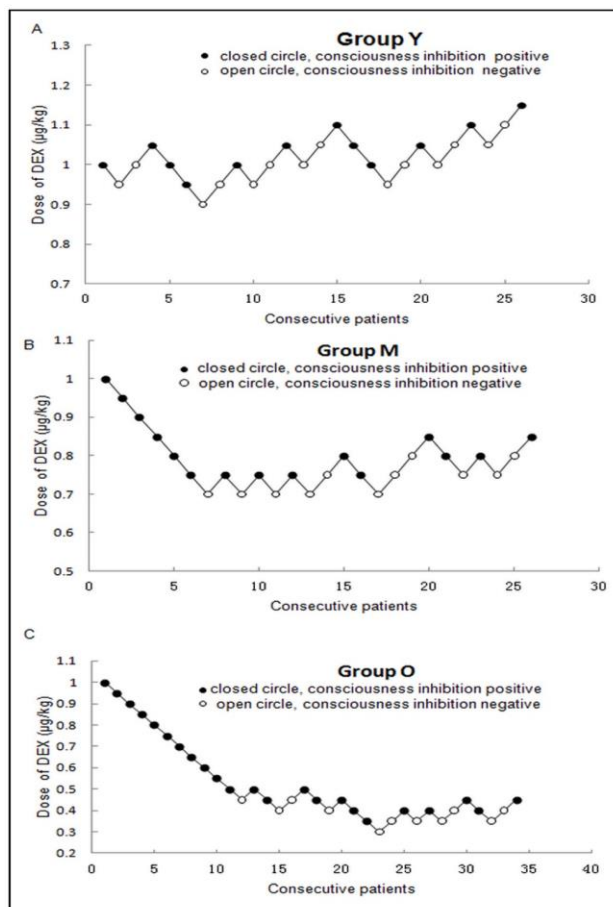 A
Group Y
closed circle, consciousness inhibition positive
open circle, consciousness inhibition negative
Dose of DEX (μg/kg)
1.3
1.2
1.1
1
0.9
0.8
0.7
0 5 10 15 20 25 30
Consecutive patients
B
Group M
closed circle, consciousness inhibition positive
open circle, consciousness inhibition negative
Dose of DEX (μg/kg)
1.1
1
0.9
0.8
0.7
0.6
0.5
0 5 10 15 20 25 30
Consecutive patients
C
Group O
closed circle, consciousness inhibition positive
open circle, consciousness inhibition negative
Dose of DEX (μg/kg)
1.1
1
0.9
0.8
0.7
0.6
0.5
0.4
0.3
0.2
0 5 10 15 20 25 30 35 40
Consecutive patients